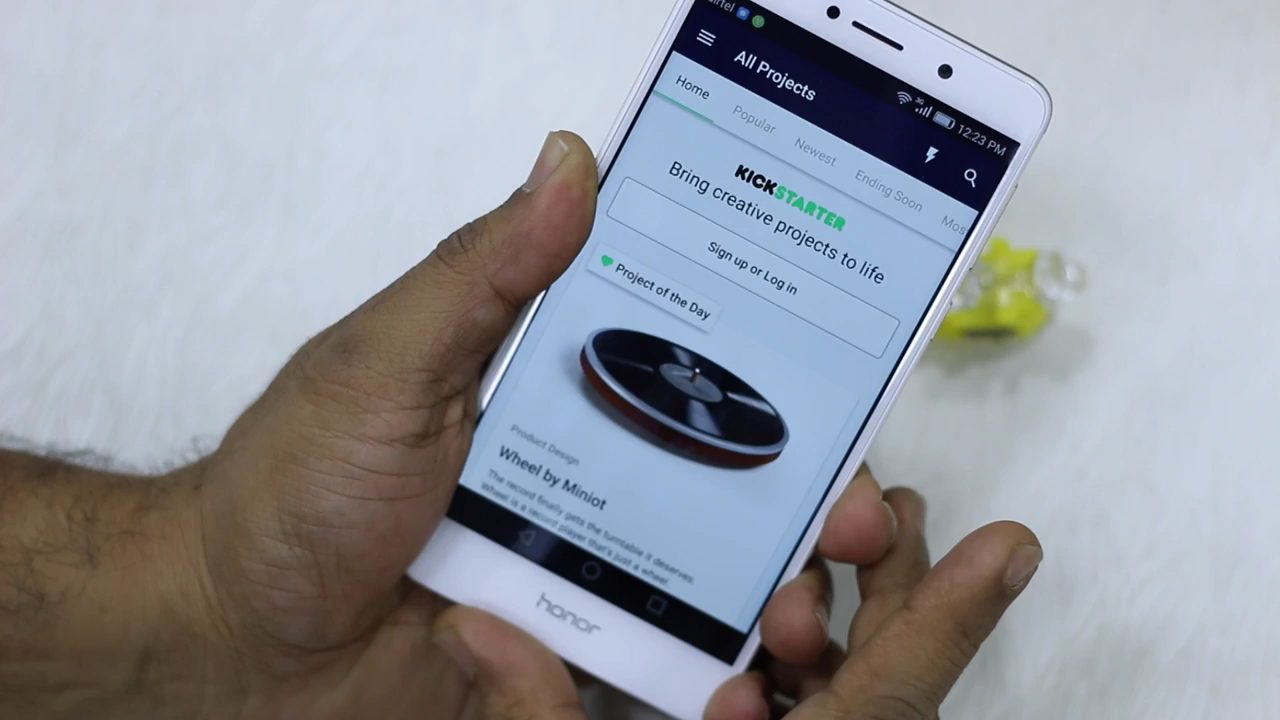 3G
12:23 PM
All Projects
Home
Popular
Newest
Ending Soon
Mos
KICKSTARTER
Bring creative projects to life
Sign up or Log in
Project of the Day
Product Design
Wheel by Miniot
The record finally gets the turntable it deserves.
Wheel is a record player that's just a wheel.
honor